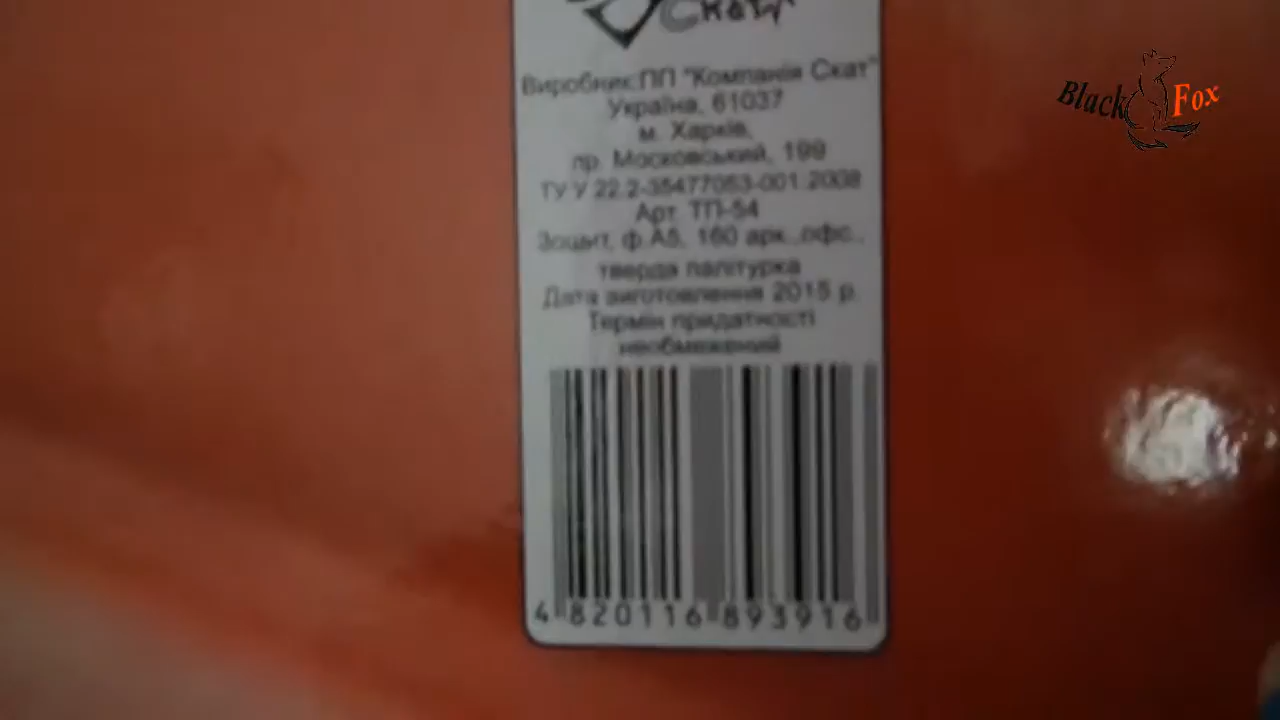 Скат
Black Fox
Виробник:ПП "Компанія Скат"
Україна, 61037
м. Харків,
пр. Московський, 199
ТУ У 22.2-35477053-001:2008
Арт. ТП-54
Зошит, ф.А5, 160 арк.,офс.,
тверда палітурка
Дата виготовлення 2015 р.
Термін придатності
необмежений
4 820116 893916